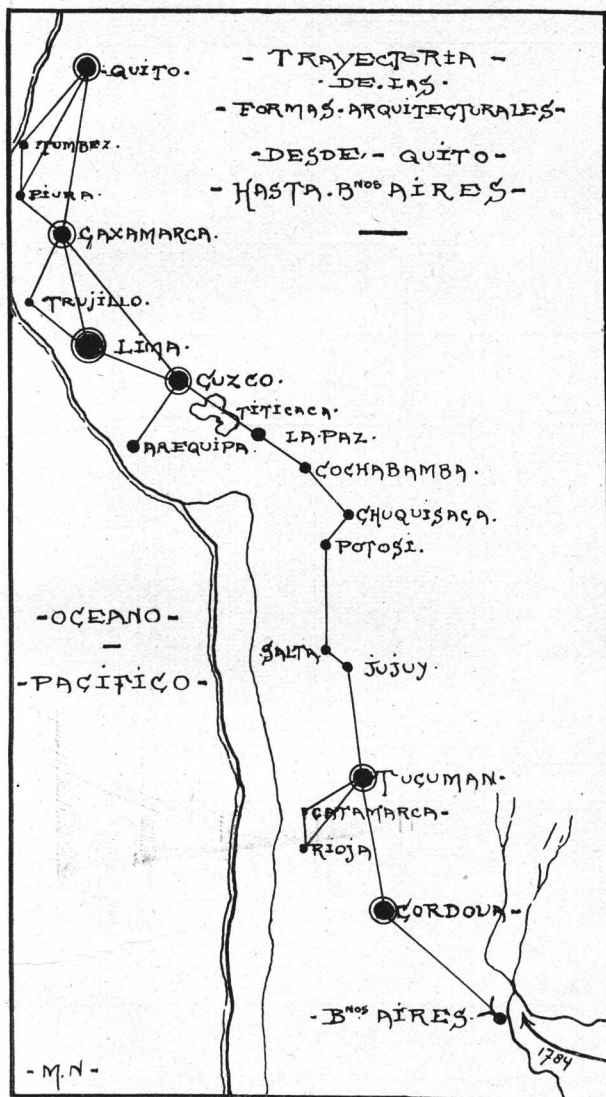 - TRAYECTORIA -
· DE · LAS ·
- FORMAS · ARQUITECTURALES -
- DESDE - QUITO -
- HASTA · BNOS AIRES -
QUITO ·
TUMBEZ ·
PIURA ·
CAXAMARCA ·
TRUJILLO ·
LIMA ·
CUZCO ·
TITICACA ·
AREQUIPA ·
LA · PAZ ·
COCHABAMBA ·
CHUQUISACA ·
POTOSI ·
- OCEANO -
- PACIFICO -
SALTA
JUJUY ·
TUCUMAN ·
CATAMARCA -
RIOJA
CORDOVA -
- BNOS AIRES ·
1784
- M. N -